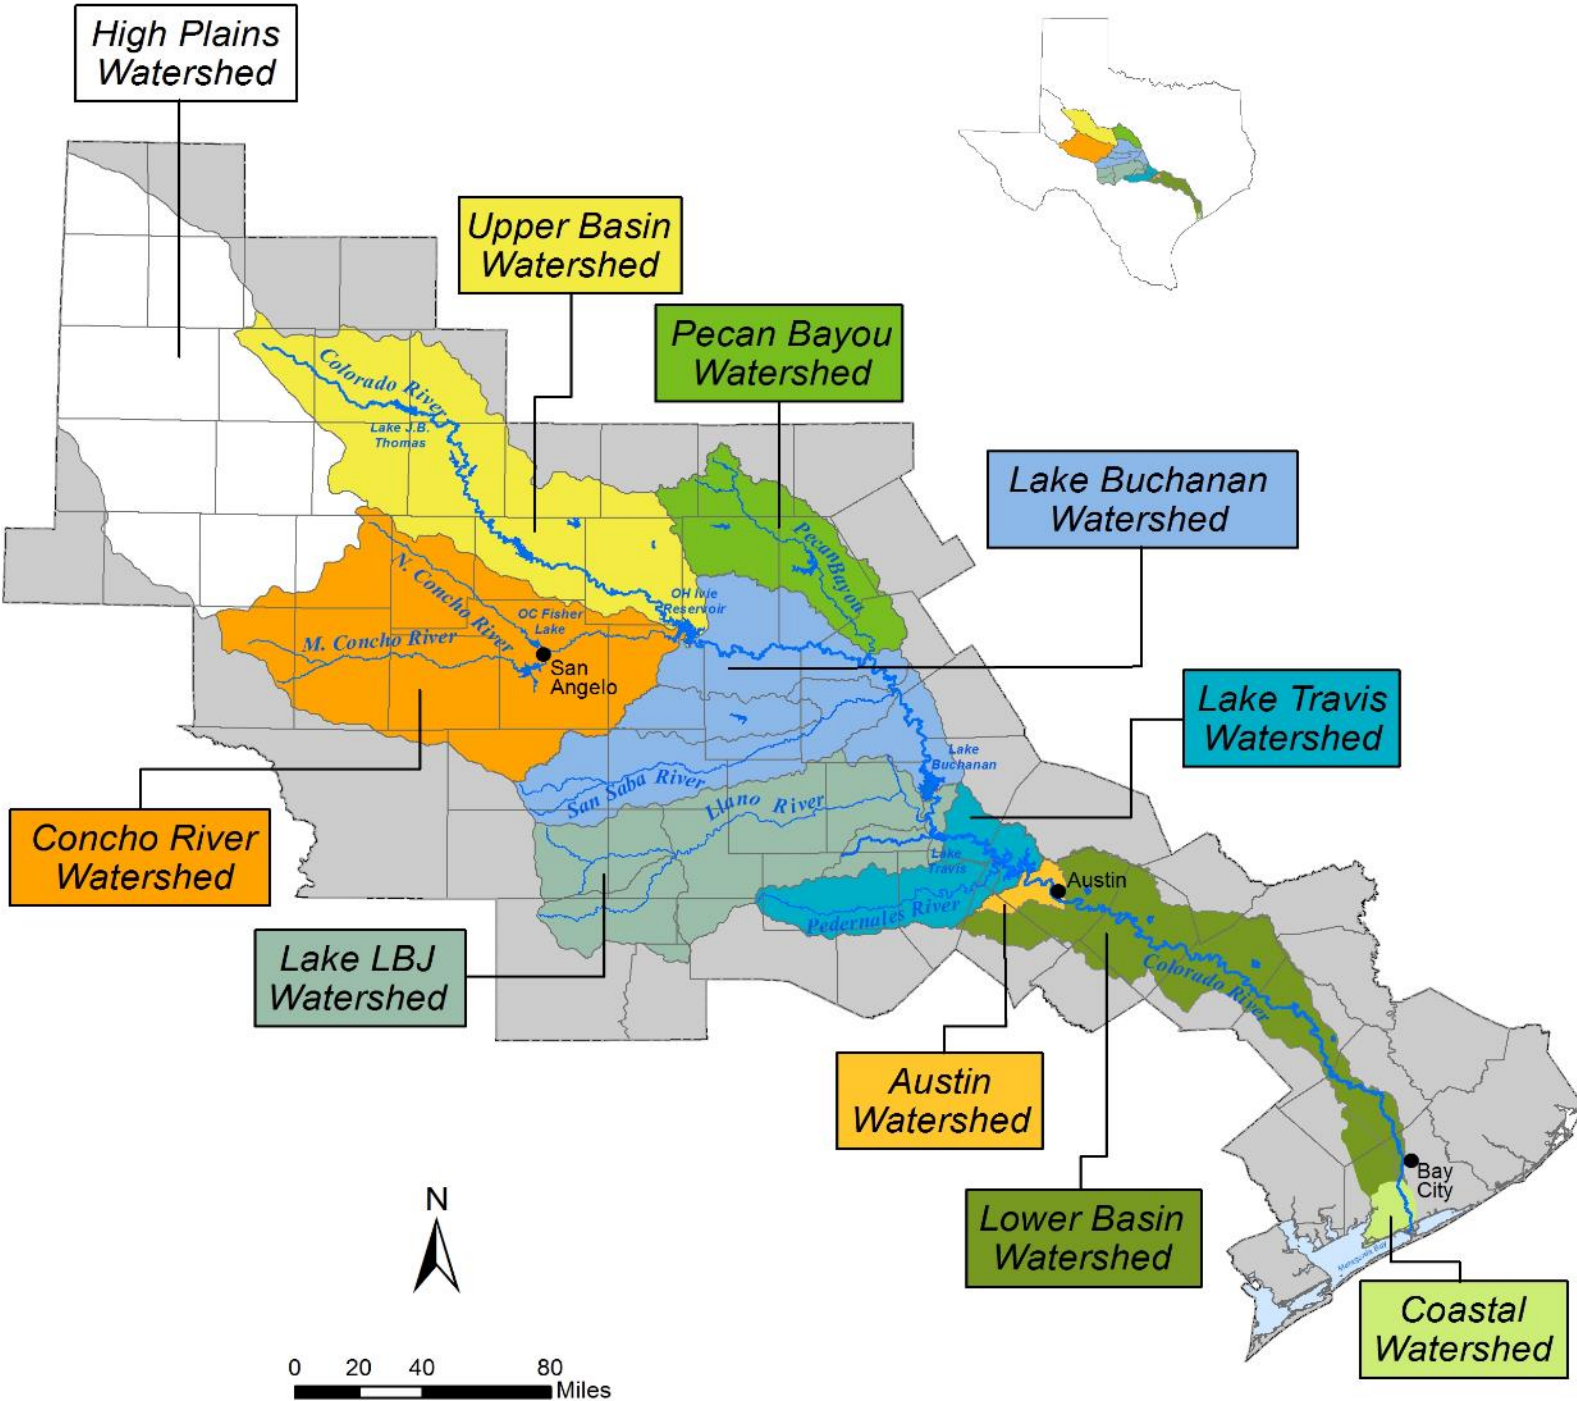 High Plains
Watershed
Upper Basin
Watershed
Pecan Bayou
Watershed
Colorado River
Lake J.B.
Thomas
Lake Buchanan
Watershed
Pecan Bayou
N. Concho River
OH Ivie
Reservoir
OC Fisher
Lake
M. Concho River
San
Angelo
Lake Travis
Watershed
Lake
Buchanan
San Saba River
Llano River
Concho River
Watershed
Lake
Travis
Austin
Pedernales River
Lake LBJ
Watershed
Colorado River
Austin
Watershed
Bay
City
Lower Basin
Watershed
Matagorda Bay
Coastal
Watershed
N
0 20 40 80
Miles